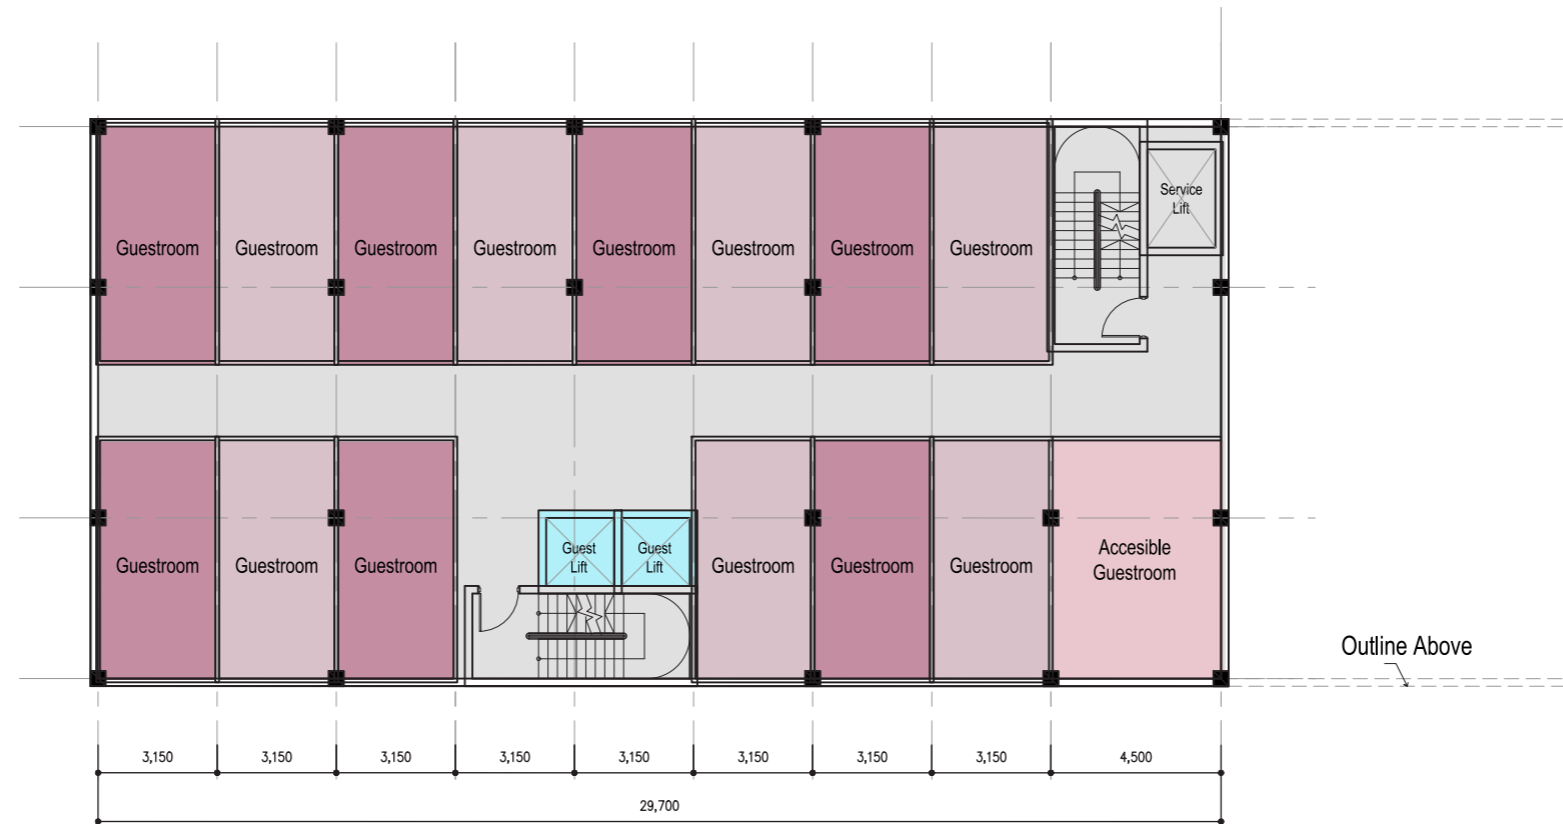 Guestroom Guestroom Guestroom Guestroom Guestroom Guestroom Guestroom Guestroom
Service
Lift
Guestroom Guestroom Guestroom
Guest
Lift
Guest
Lift
Guestroom Guestroom Guestroom
Accesible
Guestroom
Outline Above
3,150 3,150 3,150 3,150 3,150 3,150 3,150 3,150 4,500
29,700